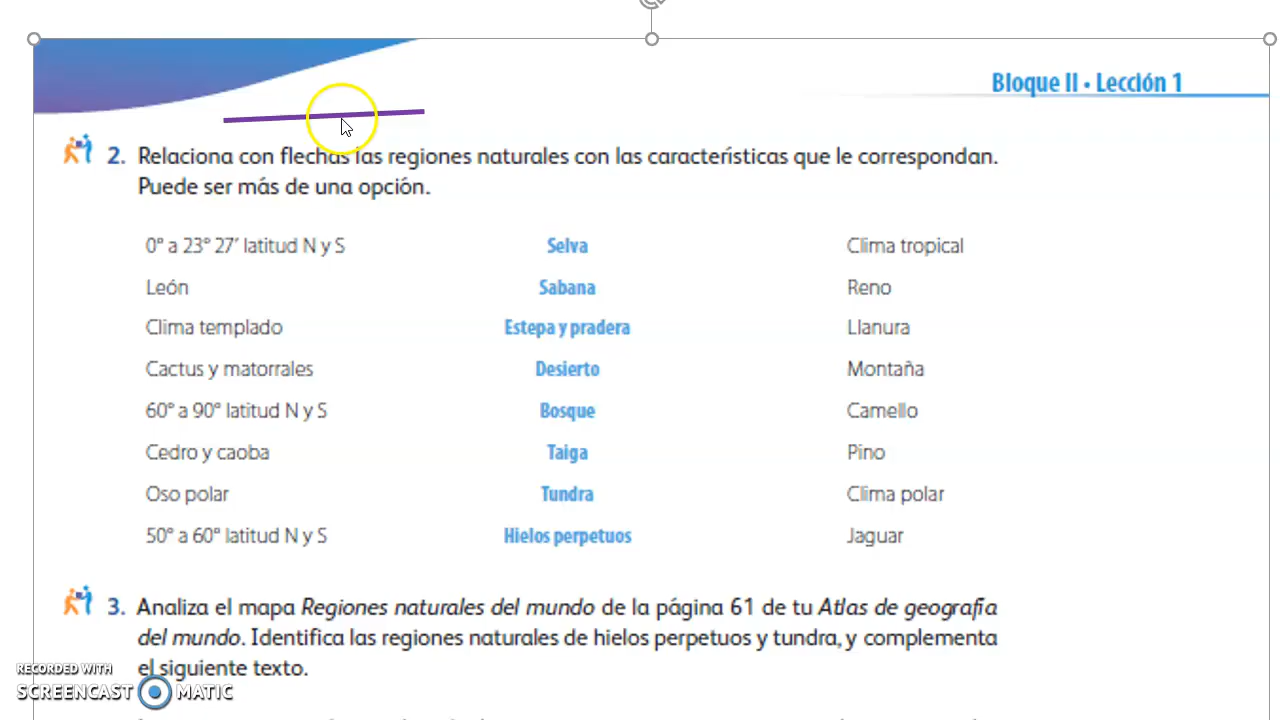 Bloque II • Lección 1
2. Relaciona con flechas las regiones naturales con las características que le correspondan.
Puede ser más de una opción.
0° a 23° 27′ latitud N y S Selva Clima tropical
León Sabana Reno
Clima templado Estepa y pradera Llanura
Cactus y matorrales Desierto Montaña
60° a 90° latitud N y S Bosque Camello
Cedro y caoba Taiga Pino
Oso polar Tundra Clima polar
50° a 60° latitud N y S Hielos perpetuos Jaguar
3. Analiza el mapa Regiones naturales del mundo de la página 61 de tu Atlas de geografía
del mundo. Identifica las regiones naturales de hielos perpetuos y tundra, y complementa
el siguiente texto.
RECORDED WITH
SCREENCAST MATIC